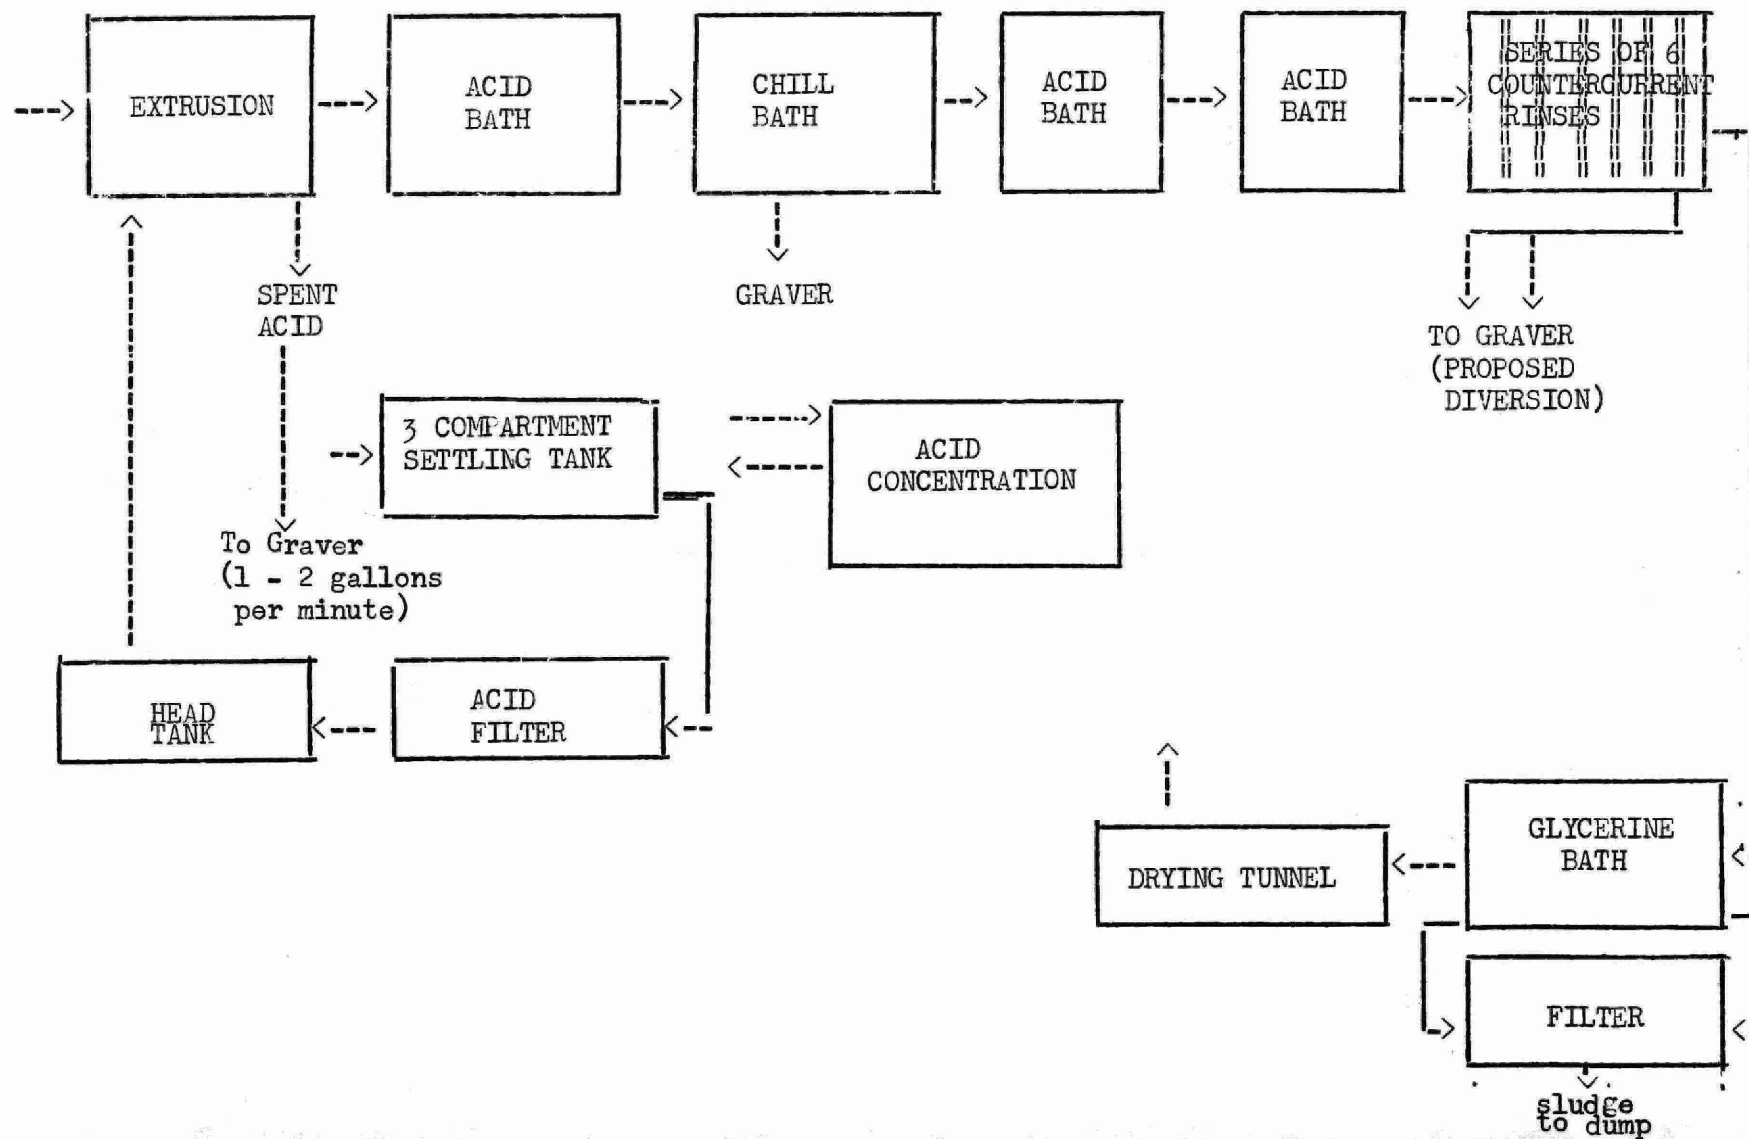 EXTRUSION
ACID
BATH
CHILL
BATH
ACID
BATH
ACID
BATH
SERIES OF 6
COUNTERCURRENT
RINSES
SPENT
ACID
GRAVER
TO GRAVER
(PROPOSED
DIVERSION)
3 COMPARTMENT
SETTLING TANK
ACID
CONCENTRATION
To Graver
(1 - 2 gallons
per minute)
HEAD
TANK
ACID
FILTER
GLYCERINE
BATH
DRYING TUNNEL
FILTER
sludge
to dump